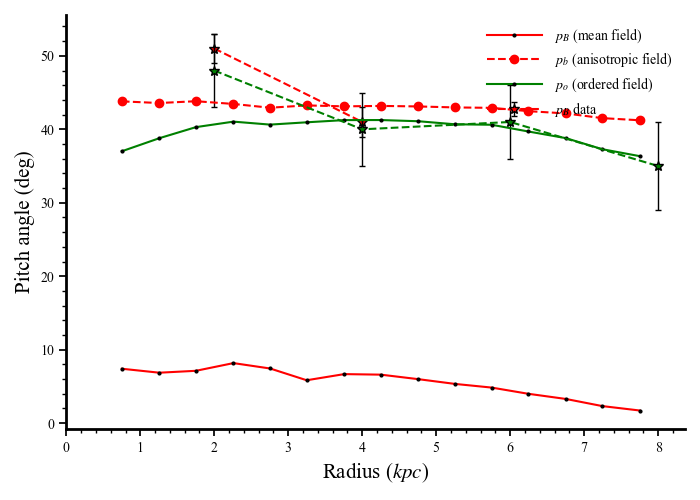 p_B (mean field)
p_b (anisotropic field)
p_o (ordered field)
p_B data
Pitch angle (deg)
50
40
30
20
10
0
0 1 2 3 4 5 6 7 8
Radius (kpc)